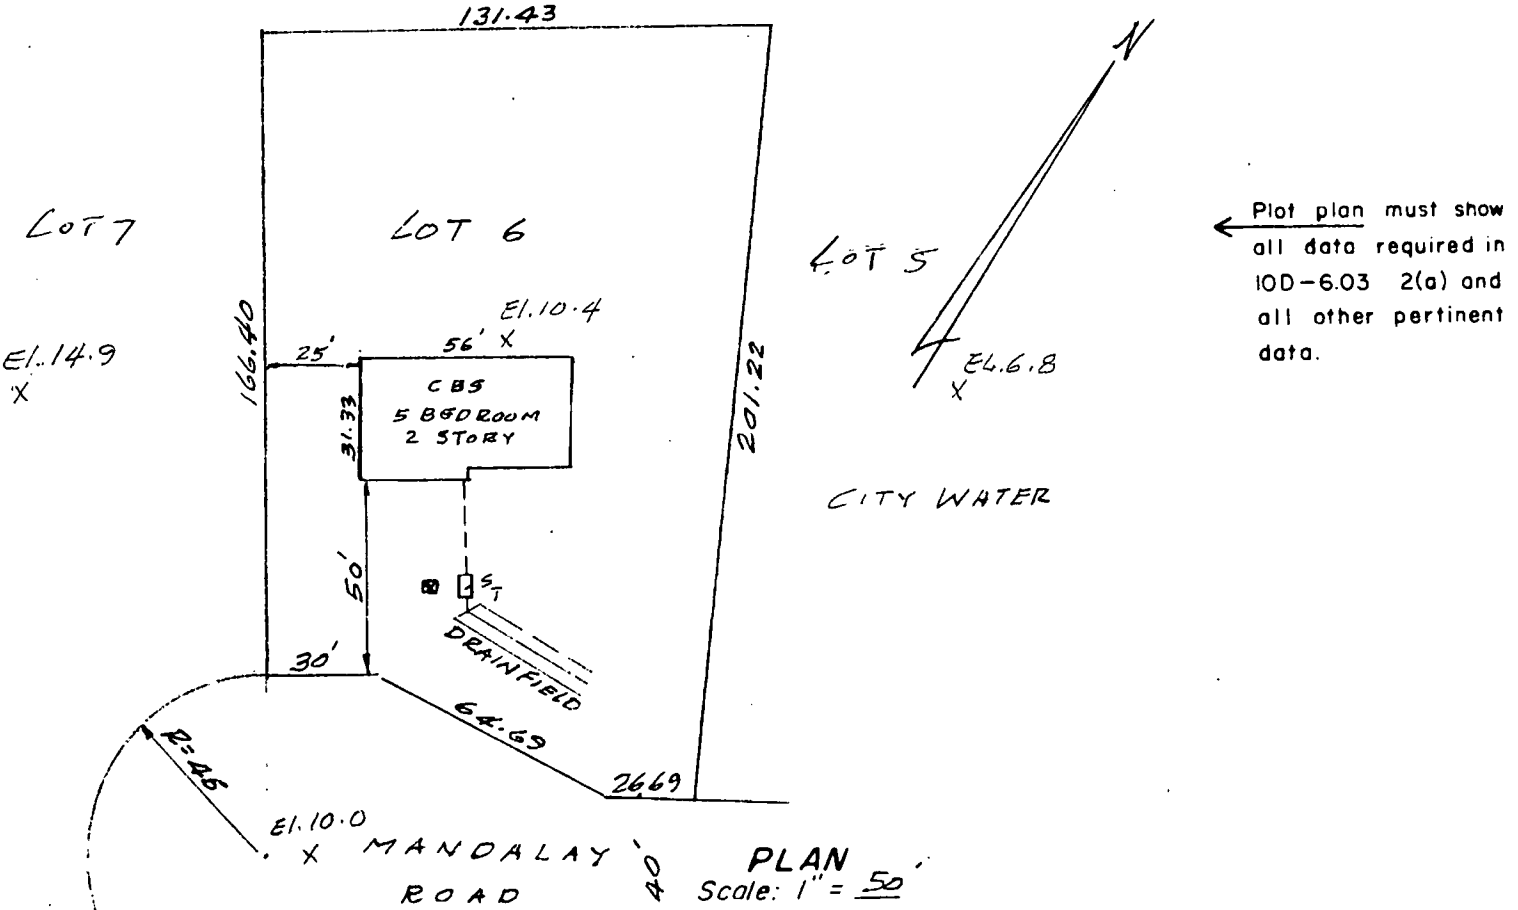 131.43
N
LOT 7
LOT 6
LOT 5
Plot plan must show
all data required in
10D-6.03 2(a) and
all other pertinent
data.
El. 14.9
X
166.40
25'
56'
El. 10.4
X
31.33
CBS
5 BEDROOM
2 STORY
201.22
EL. 6.8
X
CITY WATER
50'
S T
DRAINFIELD
30'
64.69
26.69
R=46
El. 10.0
X
MANDALAY
ROAD
40'
PLAN
Scale: 1" = 50'